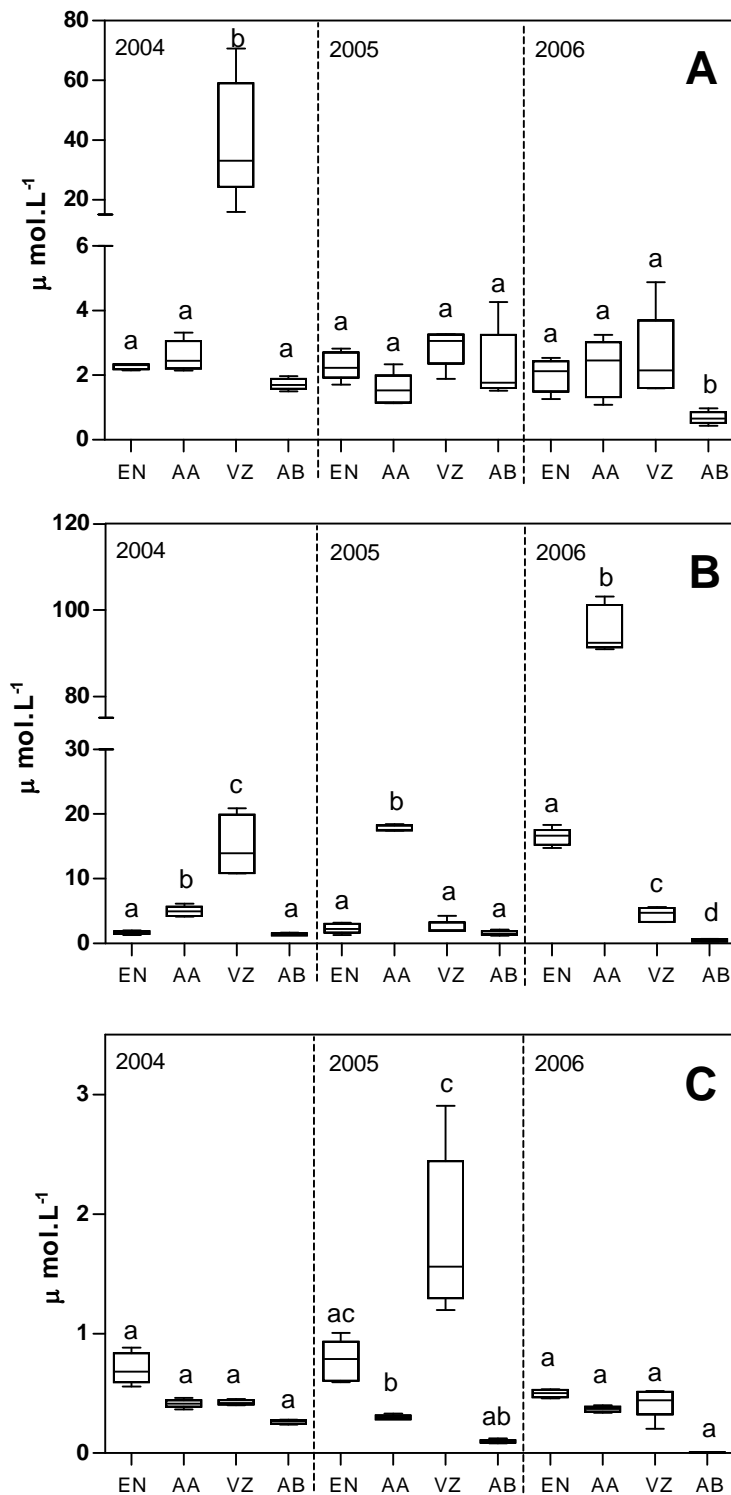 80
60
40
20
6
4
2
0
μ mol.L-1
2004 2005 2006 A
a a b a a a a a a a a b
EN AA VZ AB EN AA VZ AB EN AA VZ AB
120
100
80
30
20
10
0
μ mol.L-1
2004 2005 2006 B
a b c a a b a a a b c d
EN AA VZ AB EN AA VZ AB EN AA VZ AB
3
2
1
0
μ mol.L-1
2004 2005 2006 C
a a a a ac b c ab a a a a
EN AA VZ AB EN AA VZ AB EN AA VZ AB